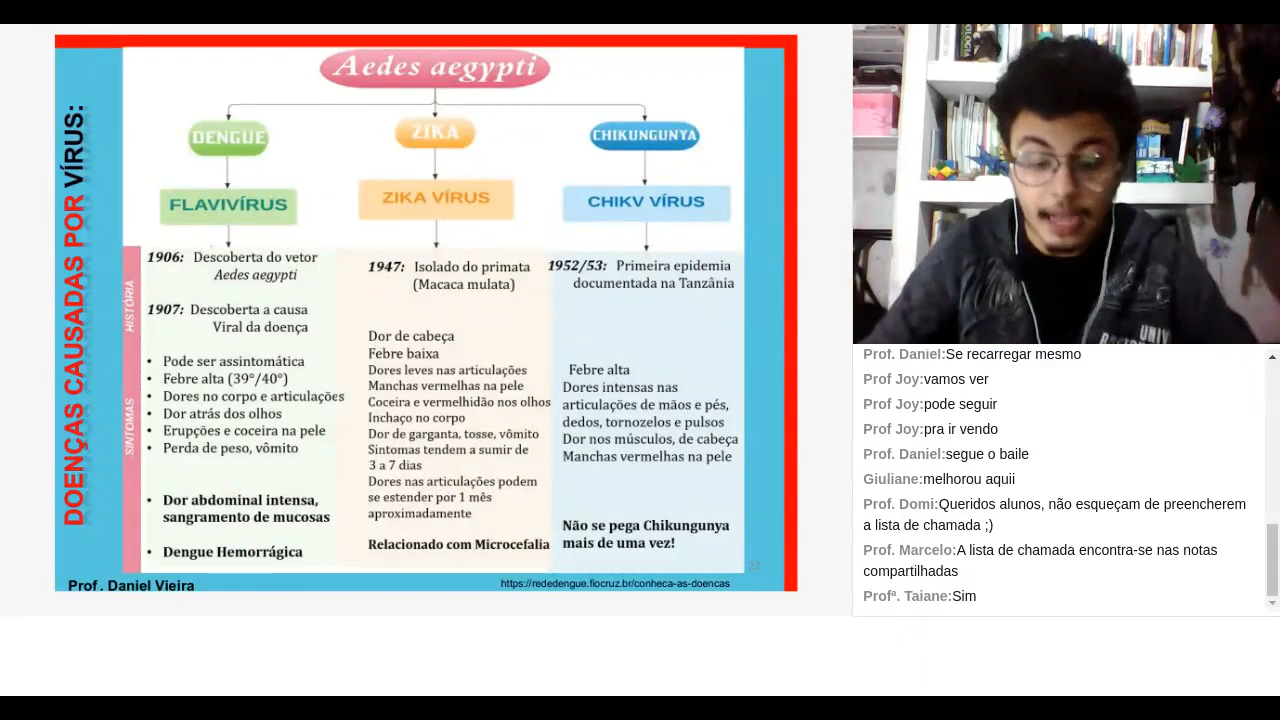 DOENÇAS CAUSADAS POR VÍRUS:
Aedes aegypti
DENGUE
ZIKA
CHIKUNGUNYA
FLAVIVÍRUS
ZIKA VÍRUS
CHIKV VÍRUS
HISTÓRIA
1906: Descoberta do vetor
Aedes aegypti
1907: Descoberta a causa
Viral da doença
SINTOMAS
• Pode ser assintomática
• Febre alta (39°/40°)
• Dores no corpo e articulações
• Dor atrás dos olhos
• Erupções e coceira na pele
• Perda de peso, vômito
• Dor abdominal intensa,
sangramento de mucosas
• Dengue Hemorrágica
1947: Isolado do primata
(Macaca mulata)
Dor de cabeça
Febre baixa
Dores leves nas articulações
Manchas vermelhas na pele
Coceira e vermelhidão nos olhos
Inchaço no corpo
Dor de garganta, tosse, vômito
Sintomas tendem a sumir de
3 a 7 dias
Dores nas articulações podem
se estender por 1 mês
aproximadamente
Relacionado com Microcefalia
1952/53: Primeira epidemia
documentada na Tanzânia
Febre alta
Dores intensas nas
articulações de mãos e pés,
dedos, tornozelos e pulsos
Dor nos músculos, de cabeça
Manchas vermelhas na pele
Não se pega Chikungunya
mais de uma vez!
Prof. Daniel Vieira
https://rededengue.fiocruz.br/conheca-as-doencas
Prof. Daniel:Se recarregar mesmo
Prof Joy:vamos ver
Prof Joy:pode seguir
Prof Joy:pra ir vendo
Prof. Daniel:segue o baile
Giuliane:melhorou aquii
Prof. Domi:Queridos alunos, não esqueçam de preencherem
a lista de chamada ;)
Prof. Marcelo:A lista de chamada encontra-se nas notas
compartilhadas
Profª. Taiane:Sim